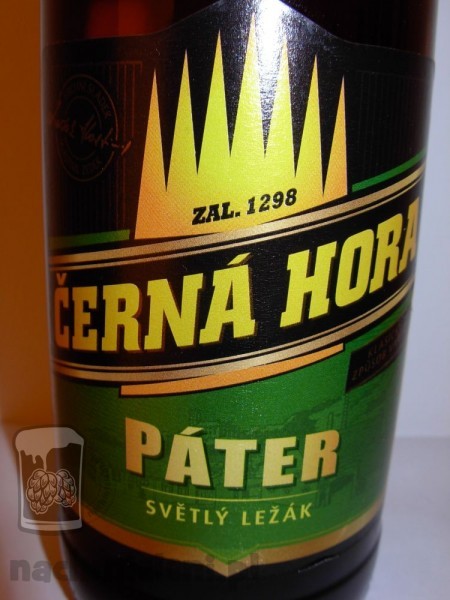 ZAL. 1298
ČERNÁ HORA
PÁTER
SVĚTLÝ LEŽÁK